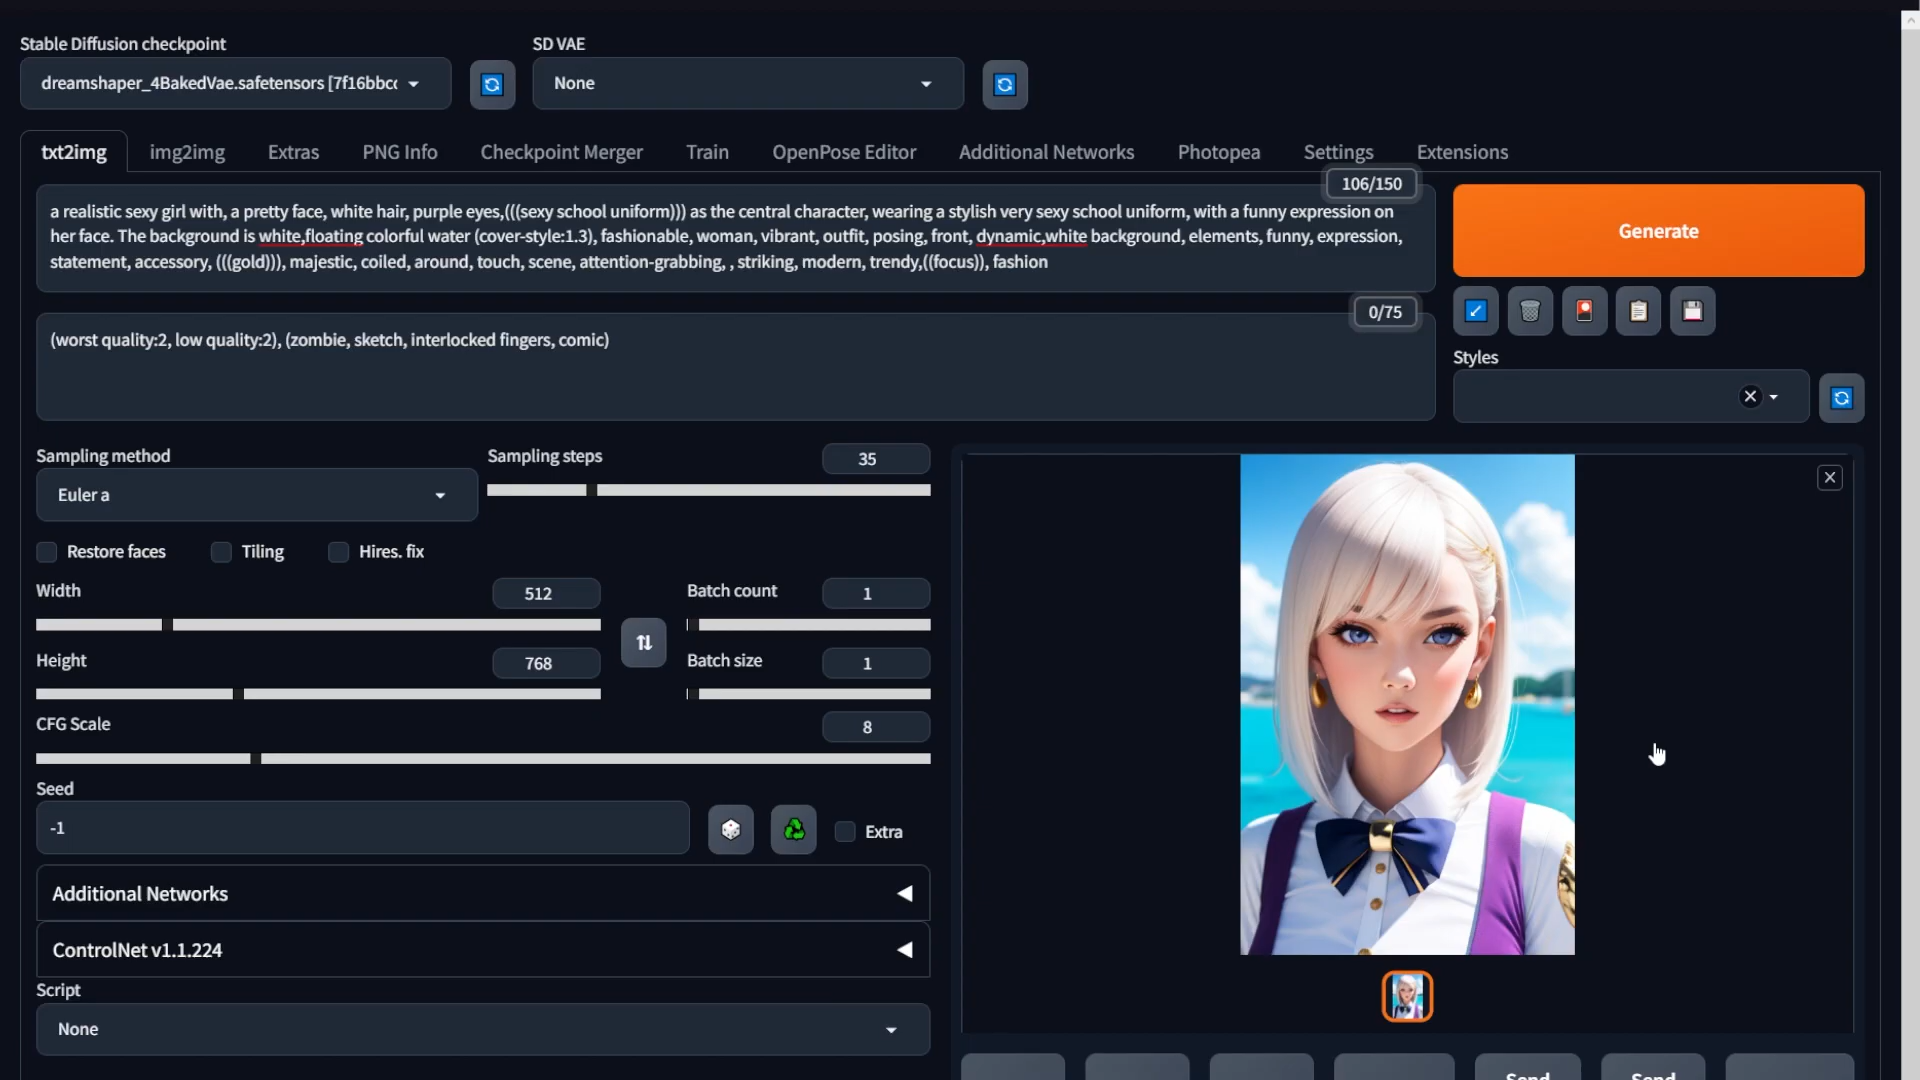 Stable Diffusion checkpoint
SD VAE
dreamshaper_4BakedVae.safetensors [7f16bbcc
None
txt2img
img2img
Extras
PNG Info
Checkpoint Merger
Train
OpenPose Editor
Additional Networks
Photopea
Settings
Extensions
106/150
a realistic sexy girl with, a pretty face, white hair, purple eyes,(((sexy school uniform))) as the central character, wearing a stylish very sexy school uniform, with a funny expression on
her face. The background is white,floating colorful water (cover-style:1.3), fashionable, woman, vibrant, outfit, posing, front, dynamic,white background, elements, funny, expression,
statement, accessory, (((gold))), majestic, coiled, around, touch, scene, attention-grabbing, , striking, modern, trendy,((focus)), fashion
Generate
0/75
(worst quality:2, low quality:2), (zombie, sketch, interlocked fingers, comic)
Styles
Sampling method
Sampling steps
35
Euler a
Restore faces
Tiling
Hires. fix
Width
512
Batch count
1
Height
768
Batch size
1
CFG Scale
8
Seed
-1
Extra
Additional Networks
ControlNet v1.1.224
Script
None
Send
Send